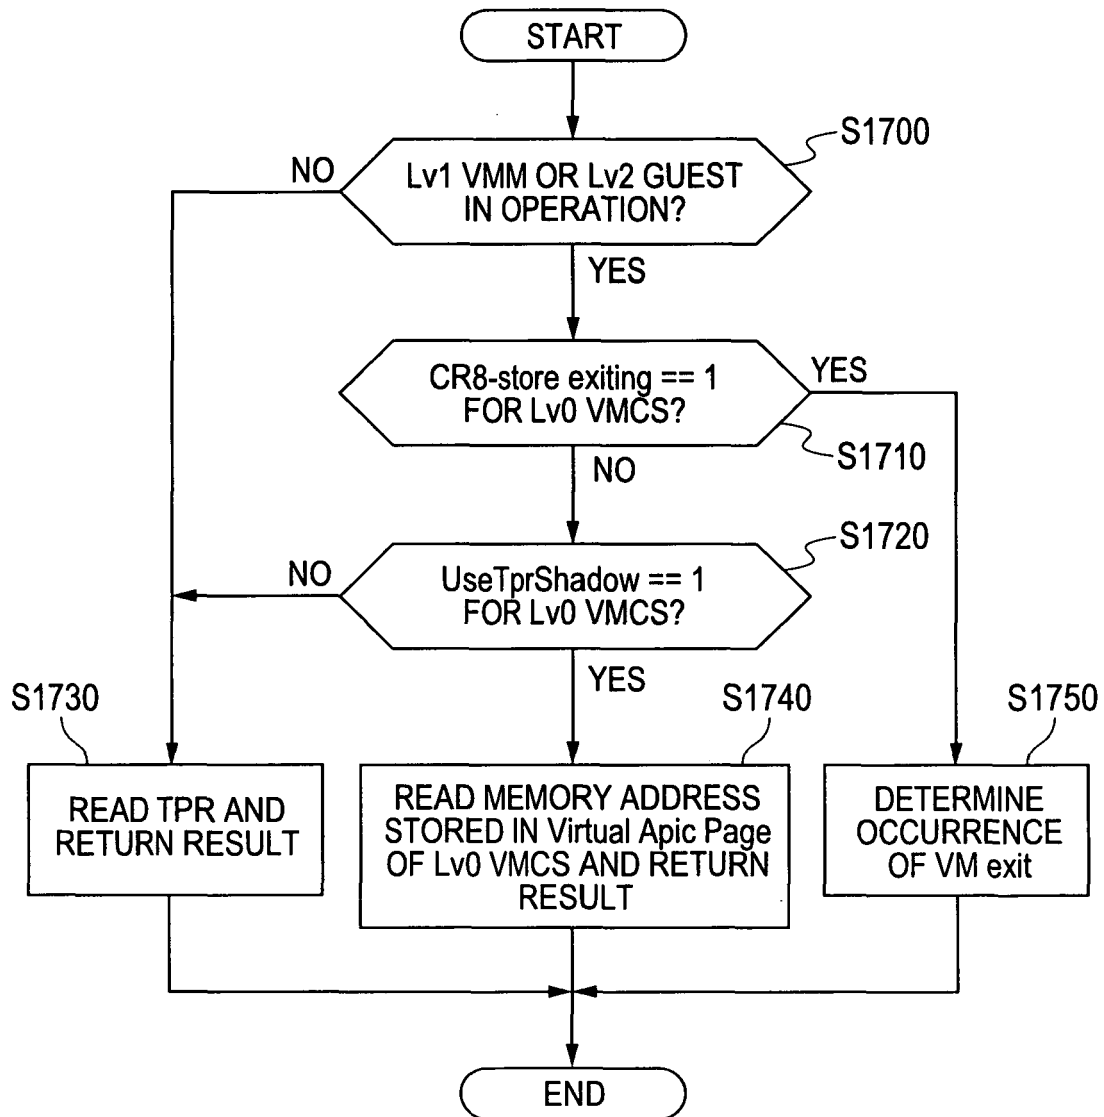 START
S1700
NO
Lv1 VMM OR Lv2 GUEST
IN OPERATION?
YES
CR8-store exiting == 1
FOR Lv0 VMCS?
YES
S1710
NO
S1720
NO
UseTprShadow == 1
FOR Lv0 VMCS?
YES
S1730
S1740
S1750
READ TPR AND
RETURN RESULT
READ MEMORY ADDRESS
STORED IN Virtual Apic Page
OF Lv0 VMCS AND RETURN
RESULT
DETERMINE
OCCURRENCE
OF VM exit
END